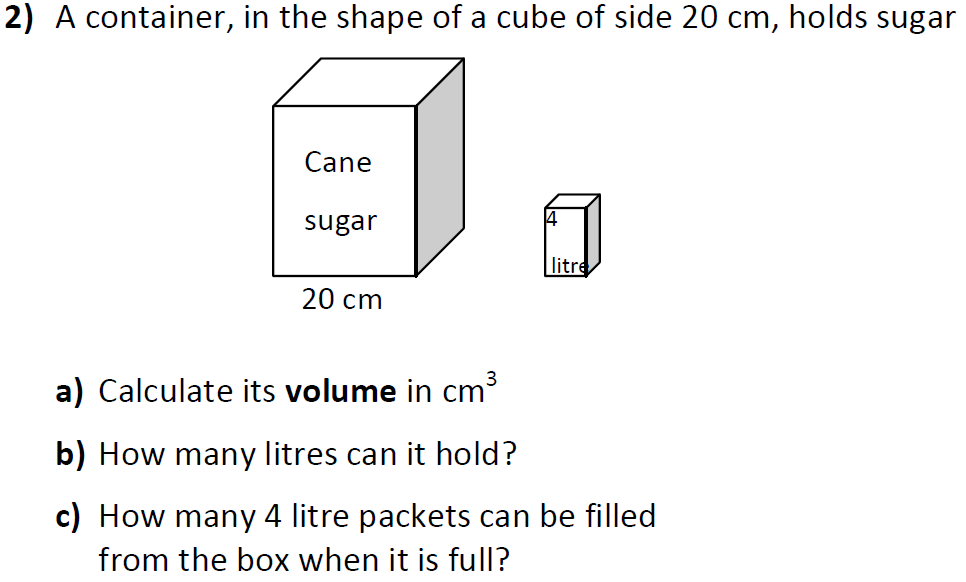 2) A container, in the shape of a cube of side 20 cm, holds sugar
Cane
sugar
4
litre
20 cm
a) Calculate its volume in cm³
b) How many litres can it hold?
c) How many 4 litre packets can be filled
from the box when it is full?